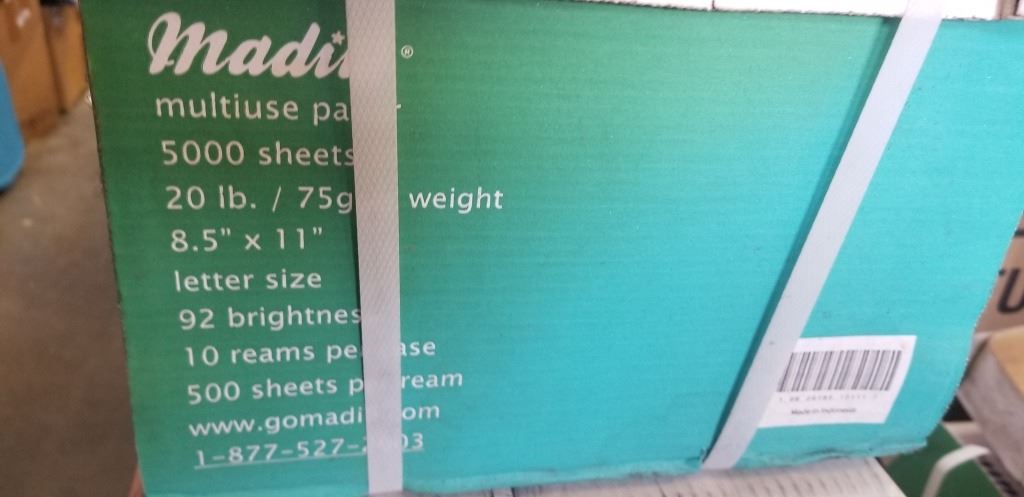 madi ®
multiuse pa
5000 sheets
20 lb. / 75g weight
8.5" x 11"
letter size
92 brightnes
10 reams pe ase
500 sheets p ream
www.gomadi om
1-877-527- 03
Made in Indonesia